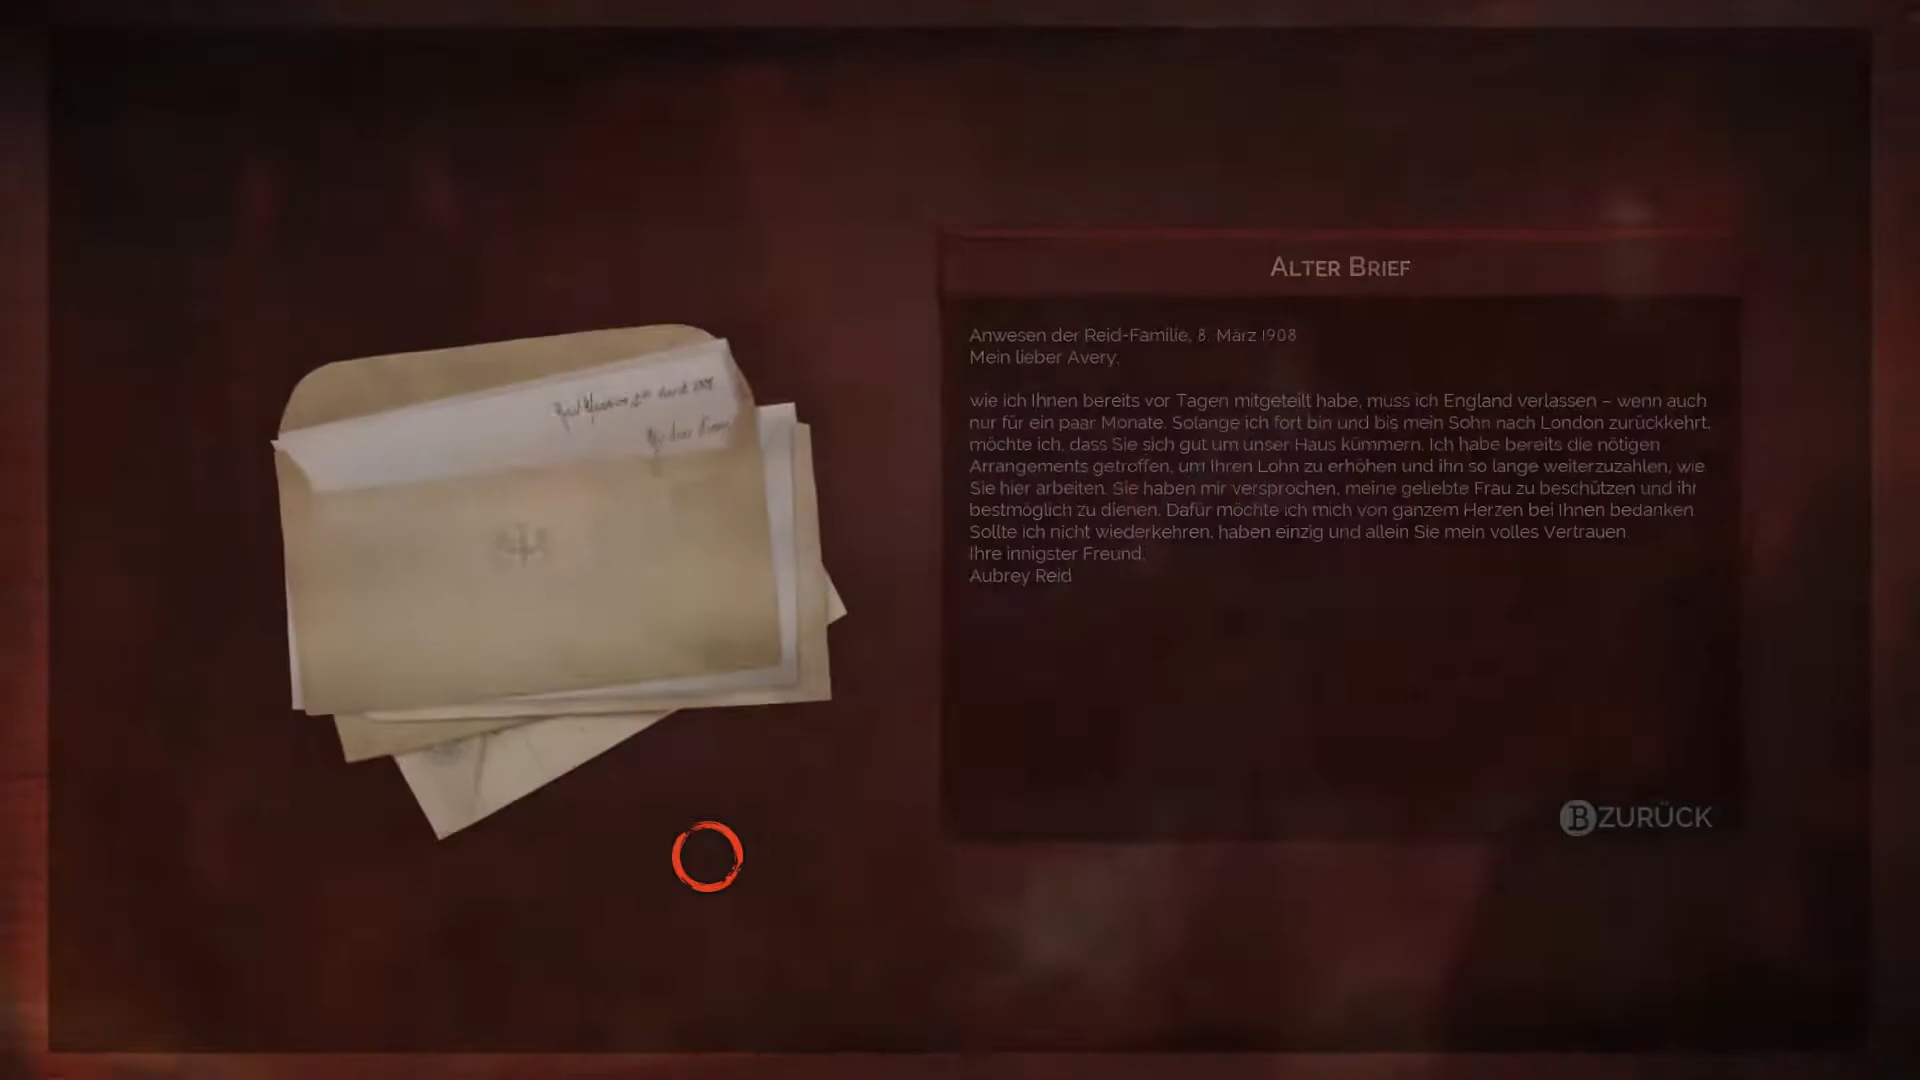 ALTER BRIEF
Anwesen der Reid-Familie, 8. März 1908
Mein lieber Avery,
wie ich Ihnen bereits vor Tagen mitgeteilt habe, muss ich England verlassen – wenn auch
nur für ein paar Monate. Solange ich fort bin und bis mein Sohn nach London zurückkehrt,
möchte ich, dass Sie sich gut um unser Haus kümmern. Ich habe bereits die nötigen
Arrangements getroffen, um Ihren Lohn zu erhöhen und ihn so lange weiterzuzahlen, wie
Sie hier arbeiten. Sie haben mir versprochen, meine geliebte Frau zu beschützen und ihr
bestmöglich zu dienen. Dafür möchte ich mich von ganzem Herzen bei Ihnen bedanken.
Sollte ich nicht wiederkehren, haben einzig und allein Sie mein volles Vertrauen.
Ihre innigster Freund,
Aubrey Reid
B ZURÜCK